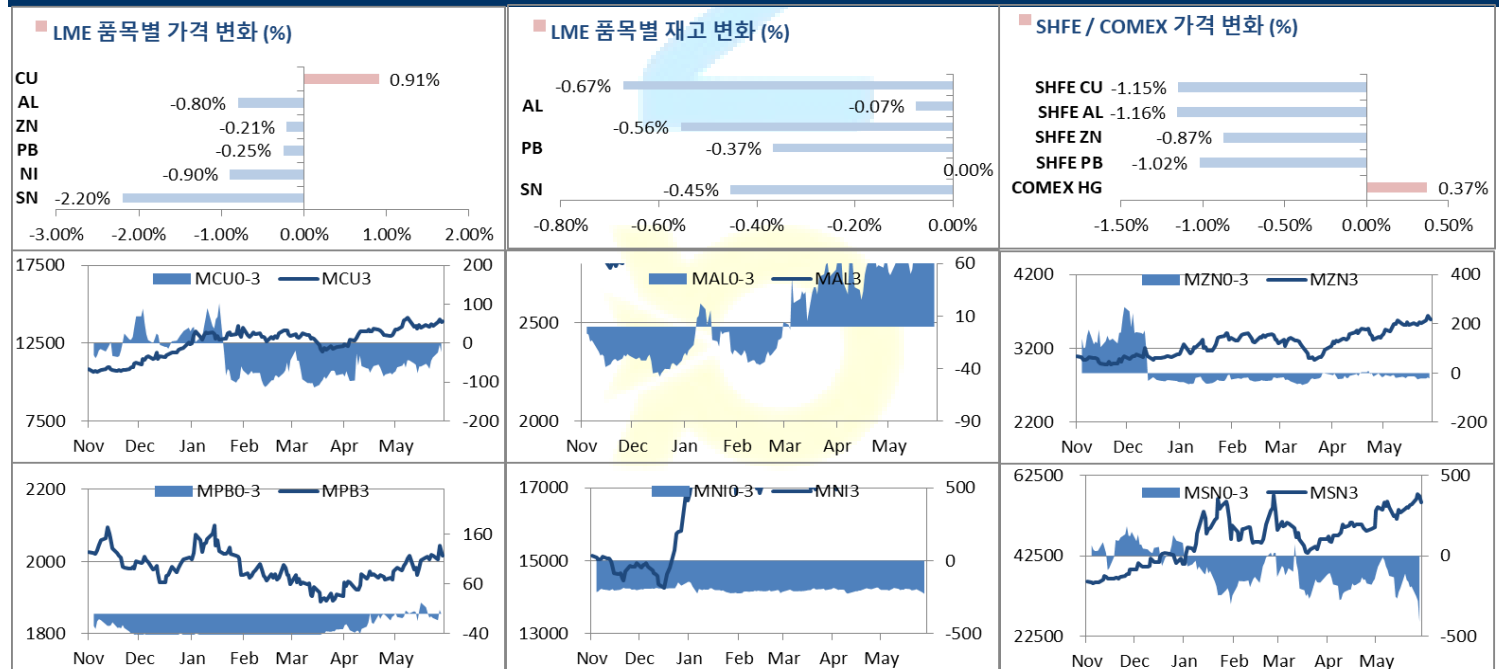 LME 품목별 가격 변화 (%)
CU
0.91%
AL
-0.80%
ZN
-0.21%
PB
-0.25%
NI
-0.90%
SN
-2.20%
-3.00% -2.00% -1.00% 0.00% 1.00% 2.00%
LME 품목별 재고 변화 (%)
-0.67%
AL
-0.07%
-0.56%
PB
-0.37%
0.00%
SN
-0.45%
-0.80% -0.60% -0.40% -0.20% 0.00%
SHFE / COMEX 가격 변화 (%)
SHFE CU -1.15%
SHFE AL -1.16%
SHFE ZN -0.87%
SHFE PB -1.02%
COMEX HG 0.37%
-1.50% -1.00% -0.50% 0.00% 0.50%
MCU0-3 MCU3
17500
12500
7500
200
100
0
-100
-200
Nov Dec Jan Feb Mar Apr May
MAL0-3 MAL3
2500
2000
60
10
-40
-90
Nov Dec Jan Feb Mar Apr May
MZN0-3 MZN3
4200
3200
2200
400
200
0
-200
Nov Dec Jan Feb Mar Apr May
MPB0-3 MPB3
2200
2000
1800
160
60
-40
Nov Dec Jan Feb Mar Apr May
MNI0-3 MNI3
17000
15000
13000
500
0
-500
Nov Dec Jan Feb Mar Apr May
MSN0-3 MSN3
62500
42500
22500
500
0
-500
Nov Dec Jan Feb Mar Apr May